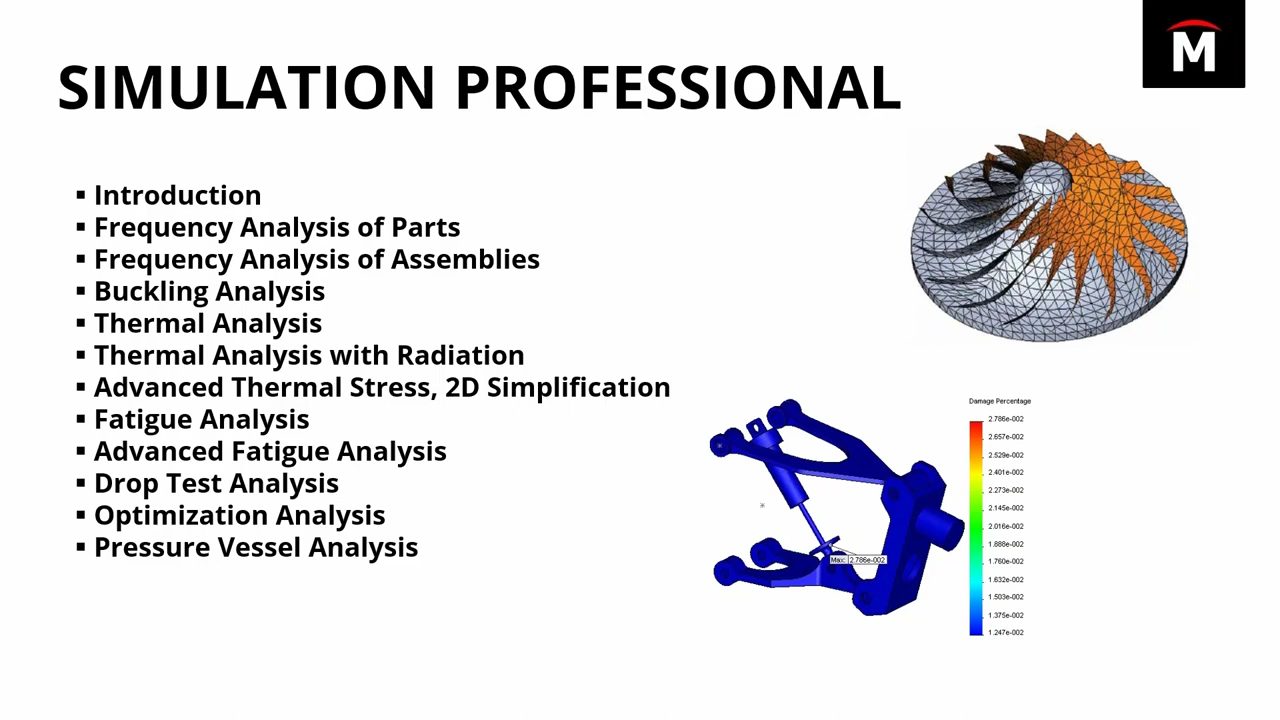 M
SIMULATION PROFESSIONAL
▪ Introduction
▪ Frequency Analysis of Parts
▪ Frequency Analysis of Assemblies
▪ Buckling Analysis
▪ Thermal Analysis
▪ Thermal Analysis with Radiation
▪ Advanced Thermal Stress, 2D Simplification
▪ Fatigue Analysis
▪ Advanced Fatigue Analysis
▪ Drop Test Analysis
▪ Optimization Analysis
▪ Pressure Vessel Analysis
Damage Percentage
2.786e-002
2.657e-002
2.529e-002
2.401e-002
2.273e-002
2.145e-002
2.016e-002
1.888e-002
1.760e-002
1.632e-002
1.503e-002
1.375e-002
1.247e-002
Max: 2.786e-002